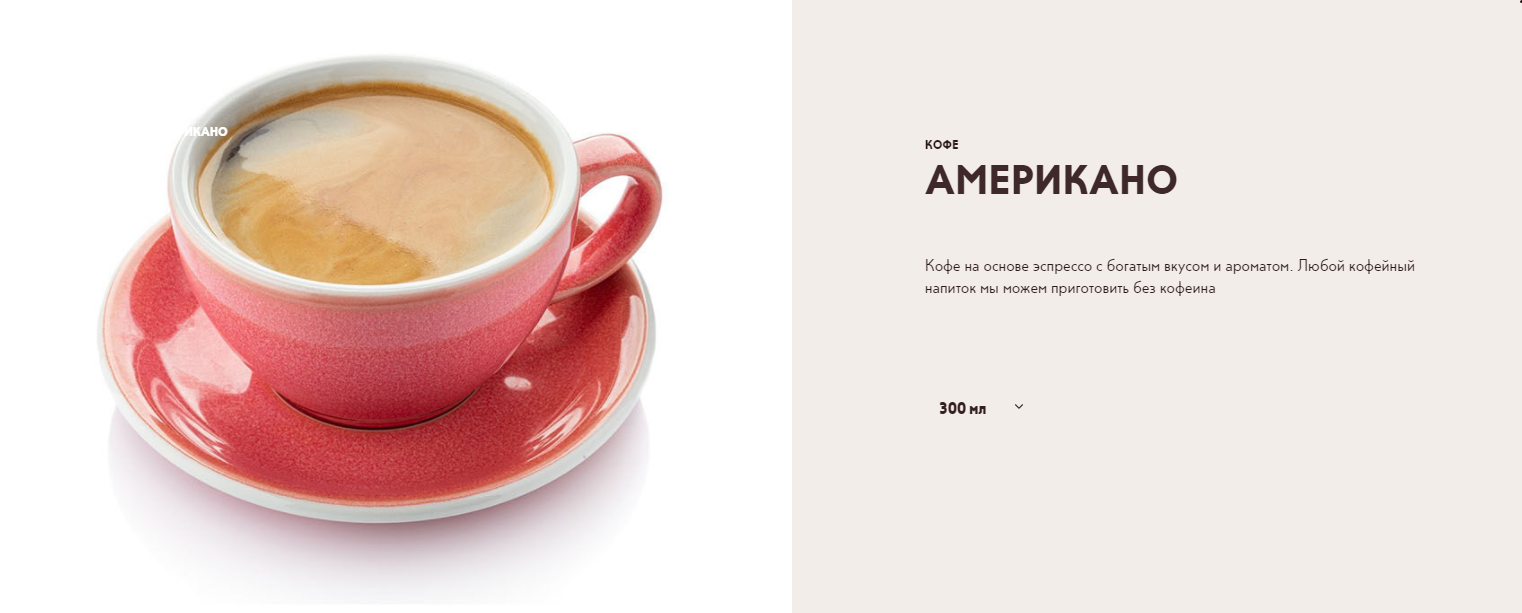 ИКАНО
КОФЕ
АМЕРИКАНО
Кофе на основе эспрессо с богатым вкусом и ароматом. Любой кофейный
напиток мы можем приготовить без кофеина
300 мл